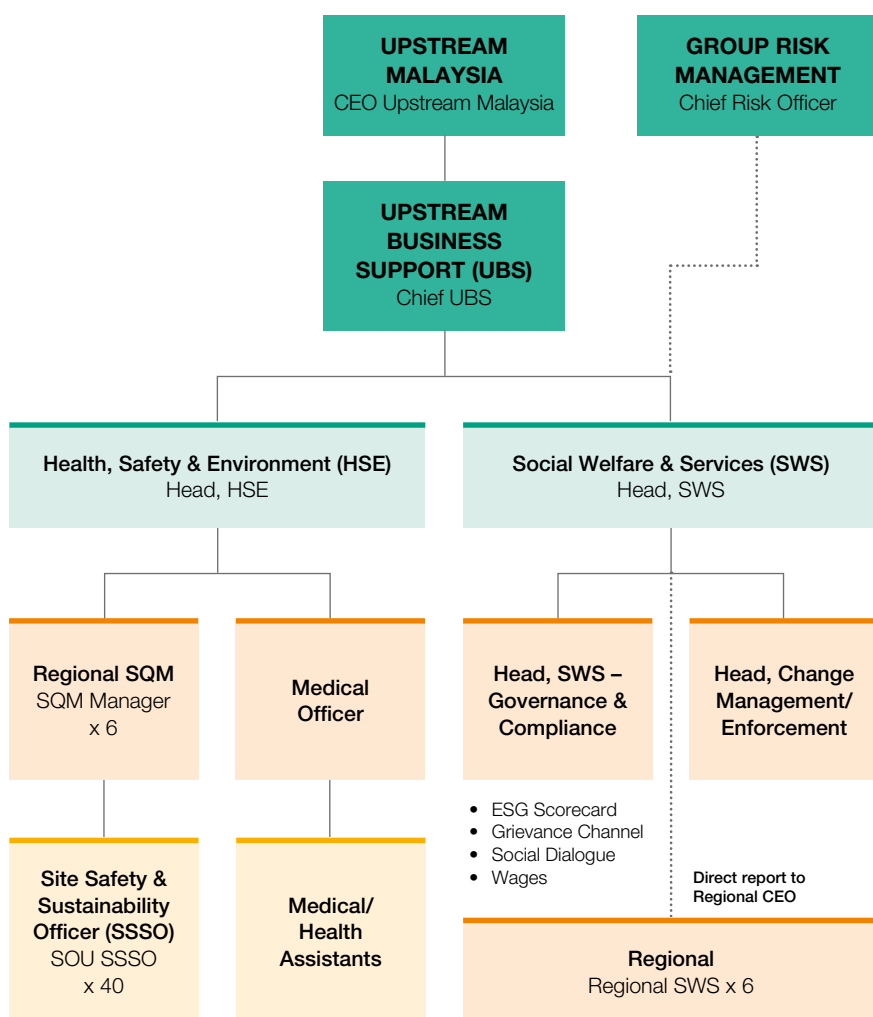 UPSTREAM
MALAYSIA
CEO Upstream Malaysia
GROUP RISK
MANAGEMENT
Chief Risk Officer
UPSTREAM
BUSINESS
SUPPORT (UBS)
Chief UBS
Health, Safety & Environment (HSE)
Head, HSE
Social Welfare & Services (SWS)
Head, SWS
Regional SQM
SQM Manager
x 6
Medical
Officer
Head, SWS –
Governance &
Compliance
Head, Change
Management/
Enforcement
• ESG Scorecard
• Grievance Channel
• Social Dialogue
• Wages
Direct report to
Regional CEO
Site Safety &
Sustainability
Officer (SSSO)
SOU SSSO
x 40
Medical/
Health
Assistants
Regional
Regional SWS x 6